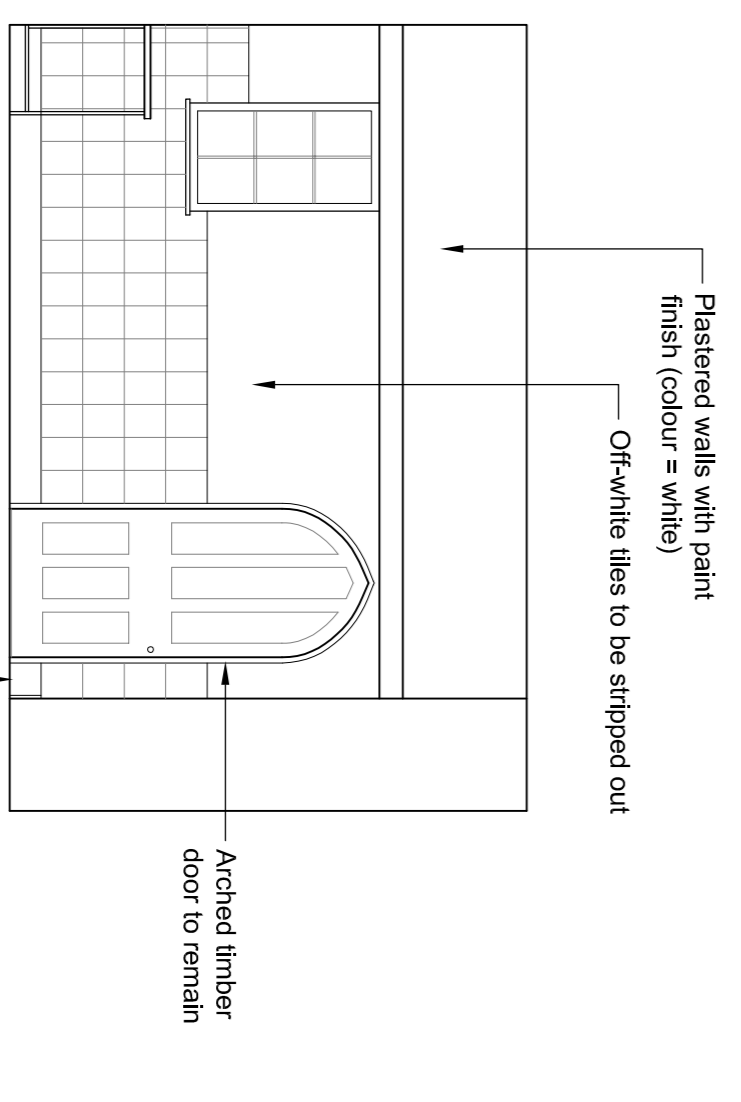 Plastered walls with paint
finish (colour = white)
Off-white tiles to be stripped out
Arched timber
door to remain